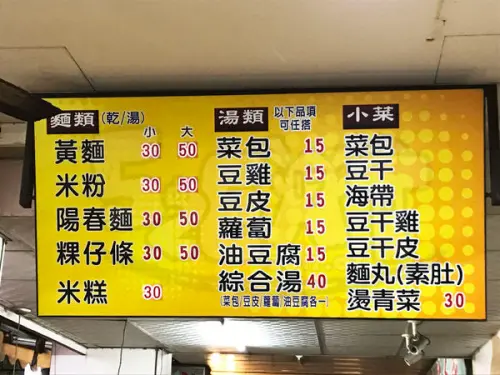 麵類(乾/湯)
小 大
黃麵 30 50
米粉 30 50
陽春麵 30 50
粿仔條 30 50
米糕 30
湯類 以下品項可任搭
菜包 15
豆雞 15
豆皮 15
蘿蔔 15
油豆腐 15
綜合湯 40
(菜包/豆皮/蘿蔔/油豆腐各一)
小菜
菜包
豆干
海帶
豆干雞
豆干皮
麵丸(素肚)
燙青菜 30